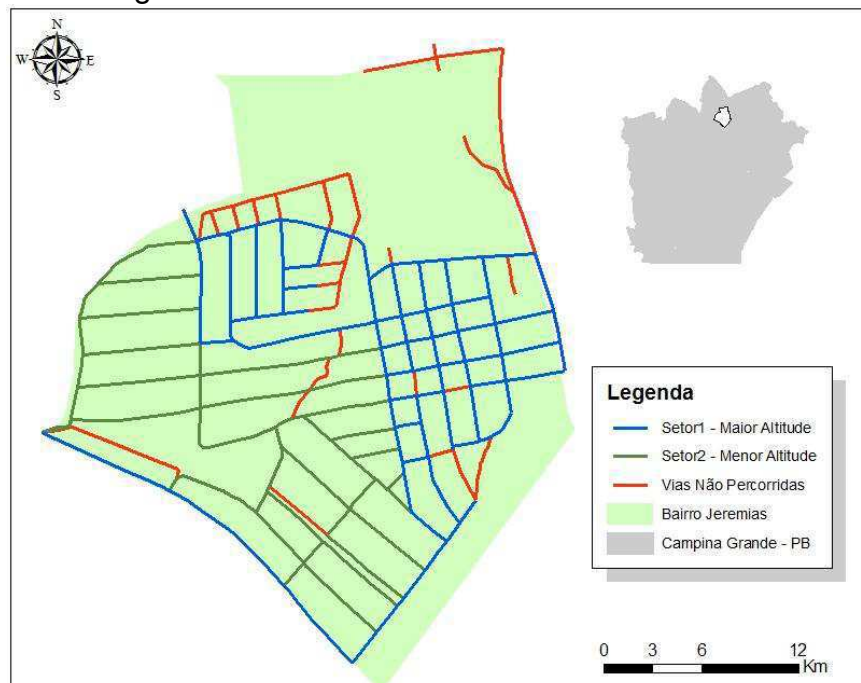 N
W E
S
Legenda
Setor1 - Maior Altitude
Setor2 - Menor Altitude
Vias Não Percorridas
Bairro Jeremias
Campina Grande - PB
0 3 6 12
Km